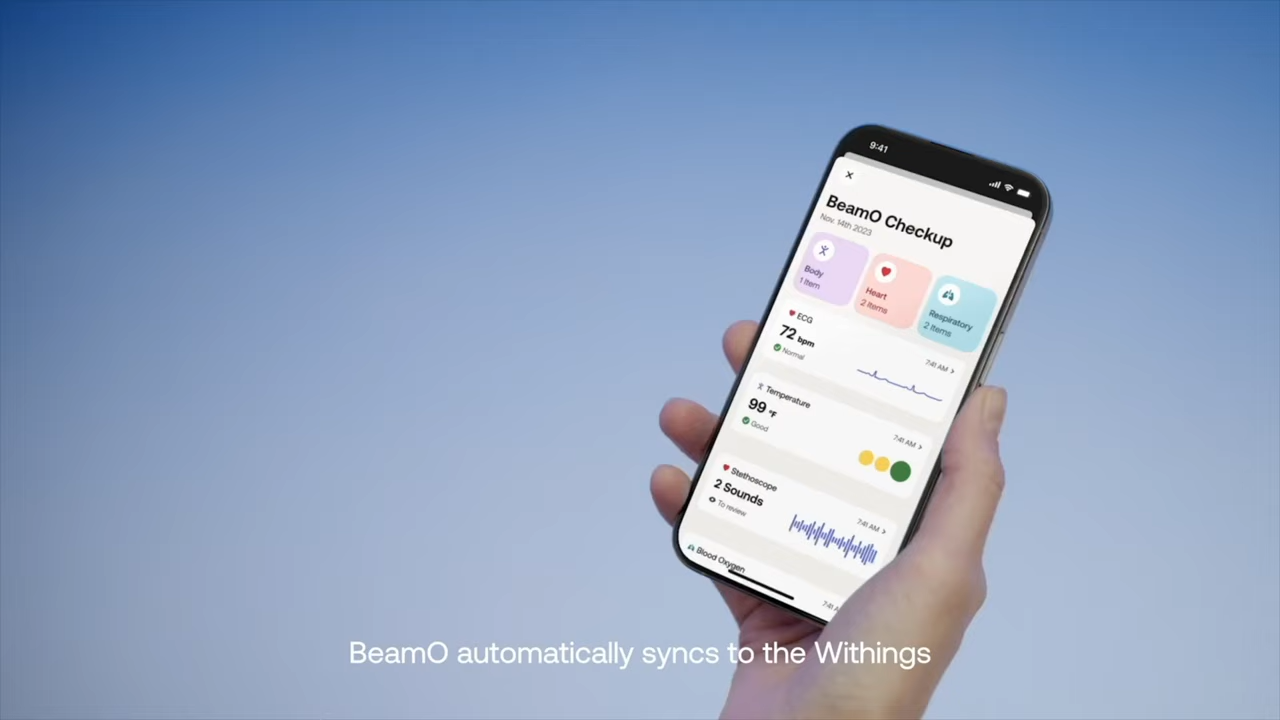 9:41
BeamO Checkup
Nov. 14th 2023
Body
1 Item
Heart
2 Items
Respiratory
2 Items
ECG
72 bpm
Normal
7:41 AM
Temperature
99 °F
Good
7:41 AM
Stethoscope
2 Sounds
To review
7:41 AM
Blood Oxygen
7:41 A
BeamO automatically syncs to the Withings